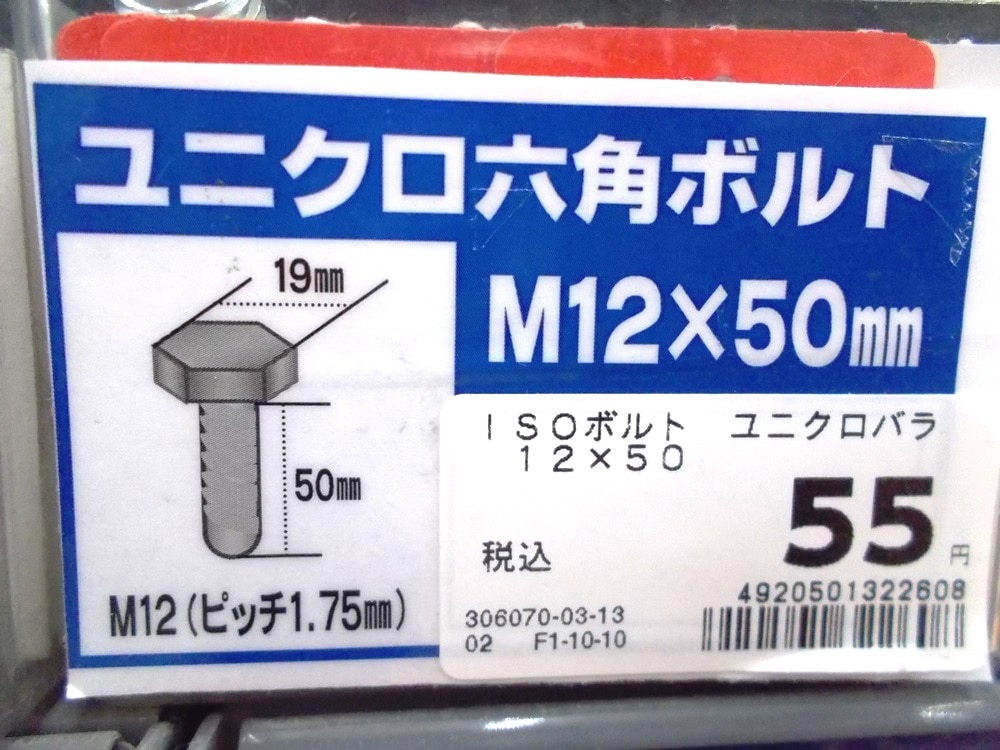 ユニクロ六角ボルト
M12×50mm
19mm
50mm
M12(ピッチ1.75mm)
ISOボルト ユニクロバラ
12×50
55円
税込
4920501322608
306070-03-13
02 F1-10-10